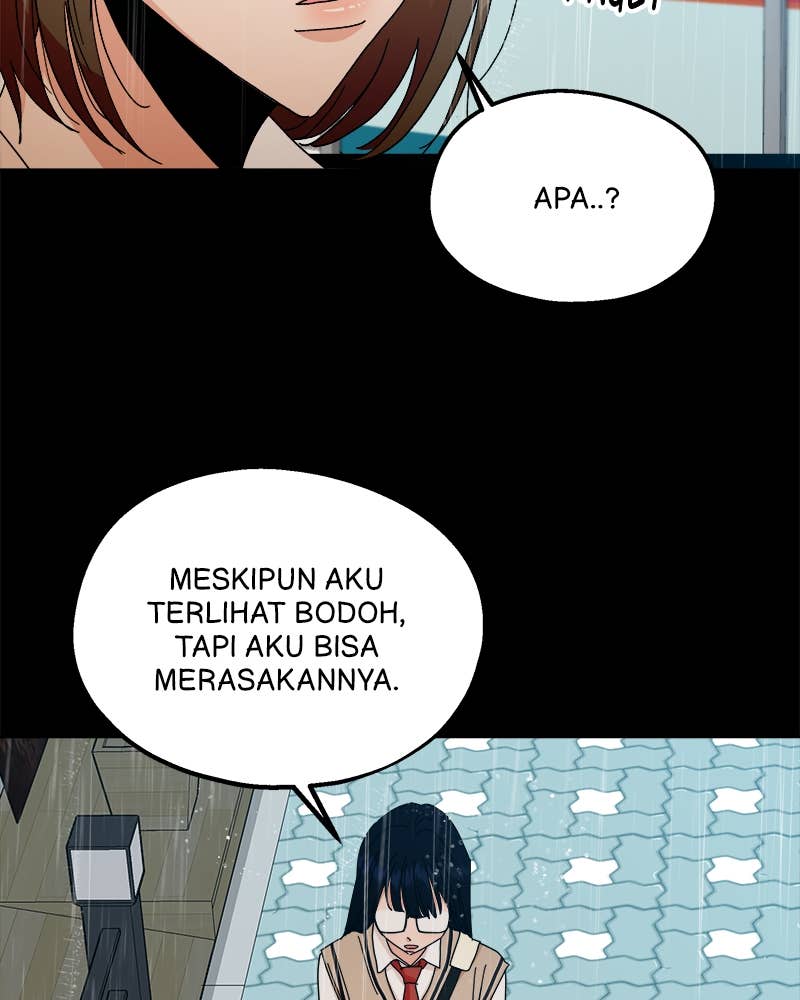 APA..?
MESKIPUN AKU
TERLIHAT BODOH,
TAPI AKU BISA
MERASAKANNYA.